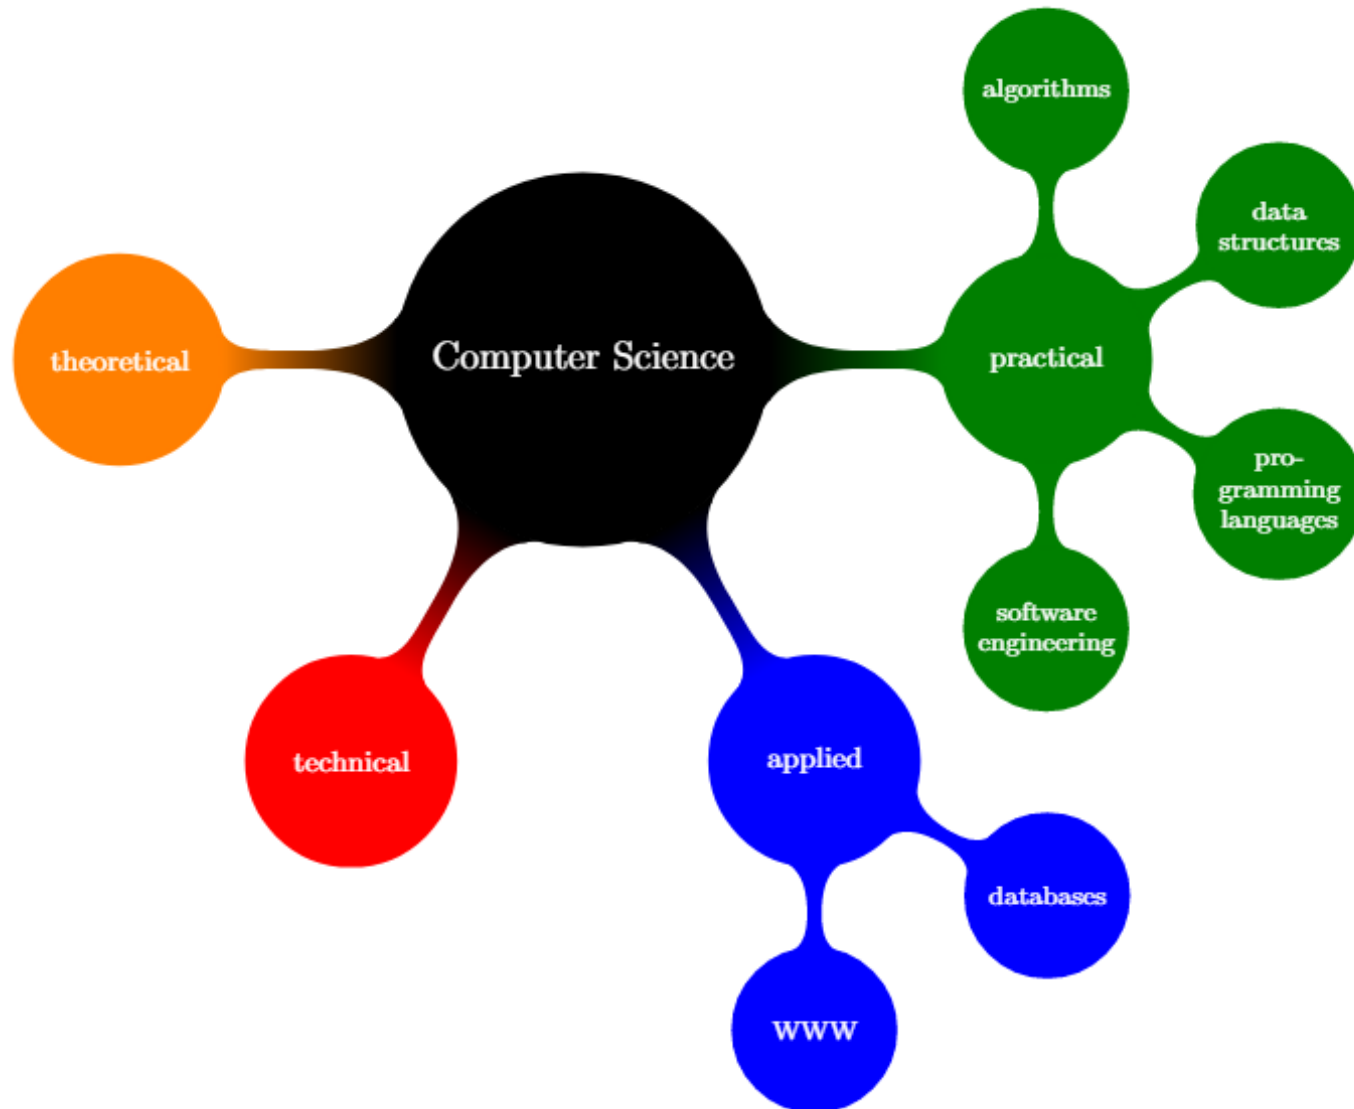 algorithms
data
structures
theoretical
Computer Science
practical
pro-
gramming
languages
software
engineering
technical
applied
databases
WWW